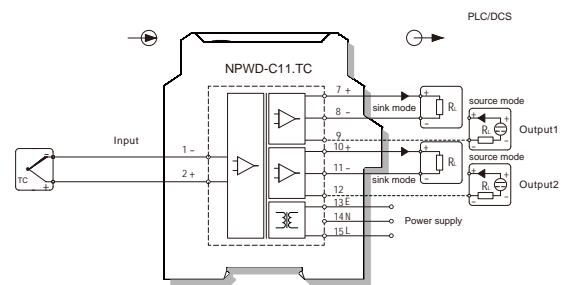 PLC/DCS
NPWD-C11.TC
7 +
sink mode
8 -
+
RL
-
source mode
+
RL
-
Output1
9
10 +
Input
1 -
2 +
-
TC
+
11 -
sink mode
+
RL
-
source mode
+
RL
-
Output2
12
13 E
14 N
15 L
Power supply